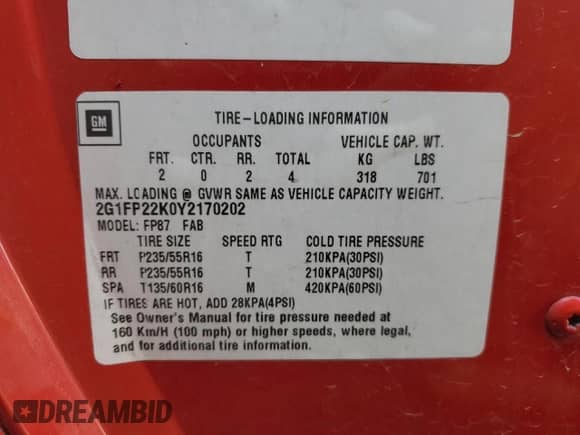 GM
TIRE-LOADING INFORMATION
OCCUPANTS VEHICLE CAP. WT.
FRT. CTR. RR. TOTAL KG LBS
2 0 2 4 318 701
MAX. LOADING @ GVWR SAME AS VEHICLE CAPACITY WEIGHT.
2G1FP22K0Y2170202
MODEL: FP87 FAB
TIRE SIZE SPEED RTG COLD TIRE PRESSURE
FRT P235/55R16 T 210KPA(30PSI)
RR P235/55R16 T 210KPA(30PSI)
SPA T135/60R16 M 420KPA(60PSI)
IF TIRES ARE HOT, ADD 28KPA(4PSI)
See Owner's Manual for tire pressure needed at
160 Km/H (100 mph) or higher speeds, where legal,
and for additional tire information.
DREAMBID